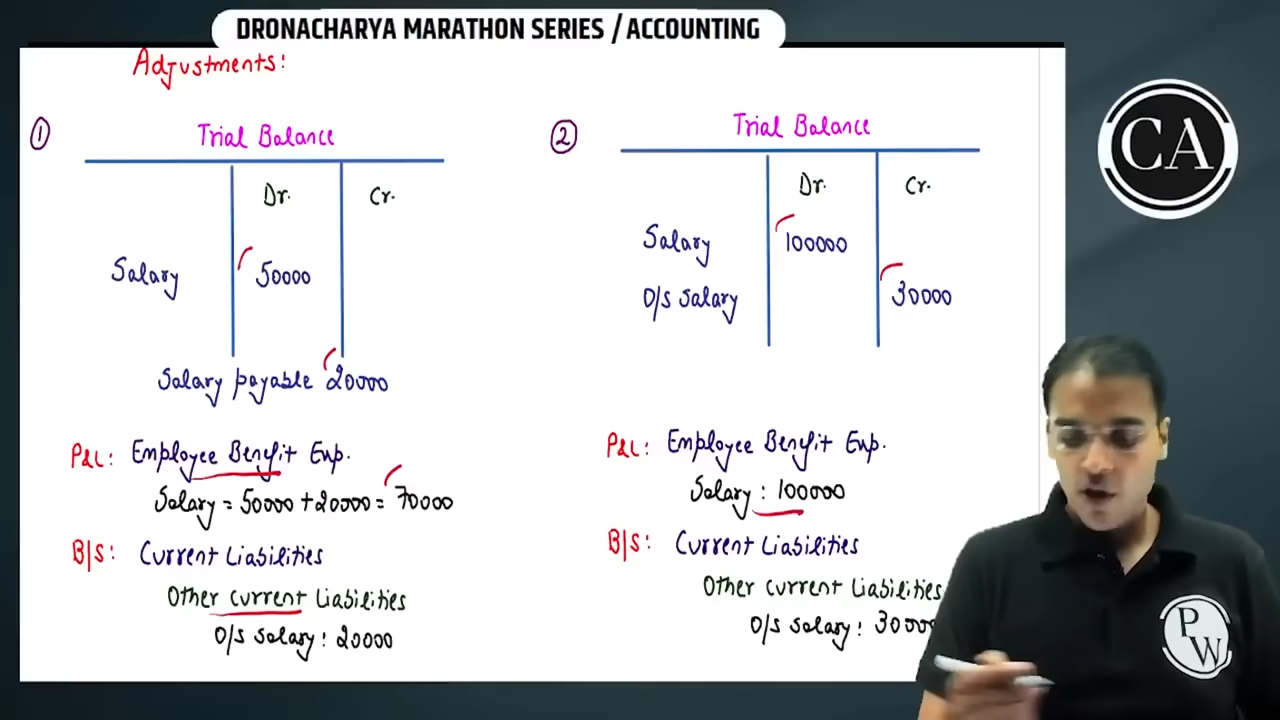 DRONACHARYA MARATHON SERIES / ACCOUNTING
Adjustments:
①
Trial Balance
Dr.
Cr.
Salary
50000
Salary payable 20000
P&L: Employee Benefit Exp.
Salary = 50000 + 20000 = 70000
B/S: Current Liabilities
Other current Liabilities
O/S salary: 20000
②
Trial Balance
Dr.
Cr.
Salary
100000
O/S salary
30000
P&L: Employee Benefit Exp.
Salary: 100000
B/S: Current Liabilities
Other current Liabilities
O/S salary: 30000
CA
PW